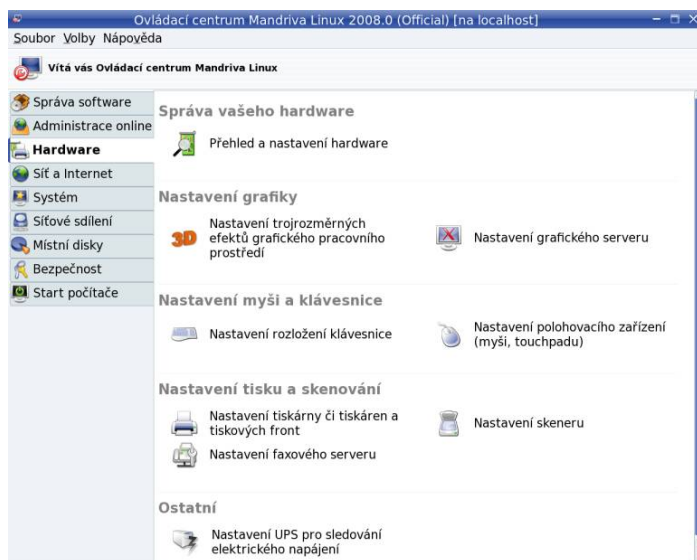 Ovládací centrum Mandriva Linux 2008.0 (Official) [na localhost]
Soubor Volby Nápověda
Vítá vás Ovládací centrum Mandriva Linux
Správa software
Administrace online
Hardware
Síť a Internet
Systém
Síťové sdílení
Místní disky
Bezpečnost
Start počítače
Správa vašeho hardware
Přehled a nastavení hardware
Nastavení grafiky
3D
Nastavení trojrozměrných
efektů grafického pracovního
prostředí
Nastavení grafického serveru
Nastavení myši a klávesnice
Nastavení rozložení klávesnice
Nastavení polohovacího zařízení
(myši, touchpadu)
Nastavení tisku a skenování
Nastavení tiskárny či tiskáren a
tiskových front
Nastavení skeneru
Nastavení faxového serveru
Ostatní
Nastavení UPS pro sledování
elektrického napájení